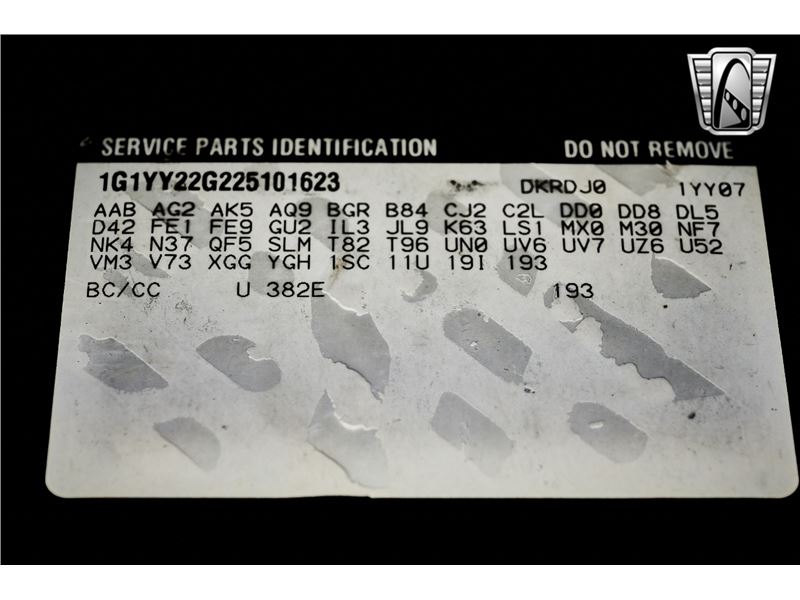 SERVICE PARTS IDENTIFICATION DO NOT REMOVE
1G1YY22G225101623 DKRDJ0 1YY07
AAB AG2 AK5 AQ9 BGR B84 CJ2 C2L DD0 DD8 DL5
D42 FE1 FE9 GU2 IL3 JL9 K63 LS1 MX0 M30 NF7
NK4 N37 QF5 SLM T82 T96 UN0 UV6 UV7 UZ6 U52
VM3 V73 XGG YGH 1SC 11U 19I 193
BC/CC U 382E 193